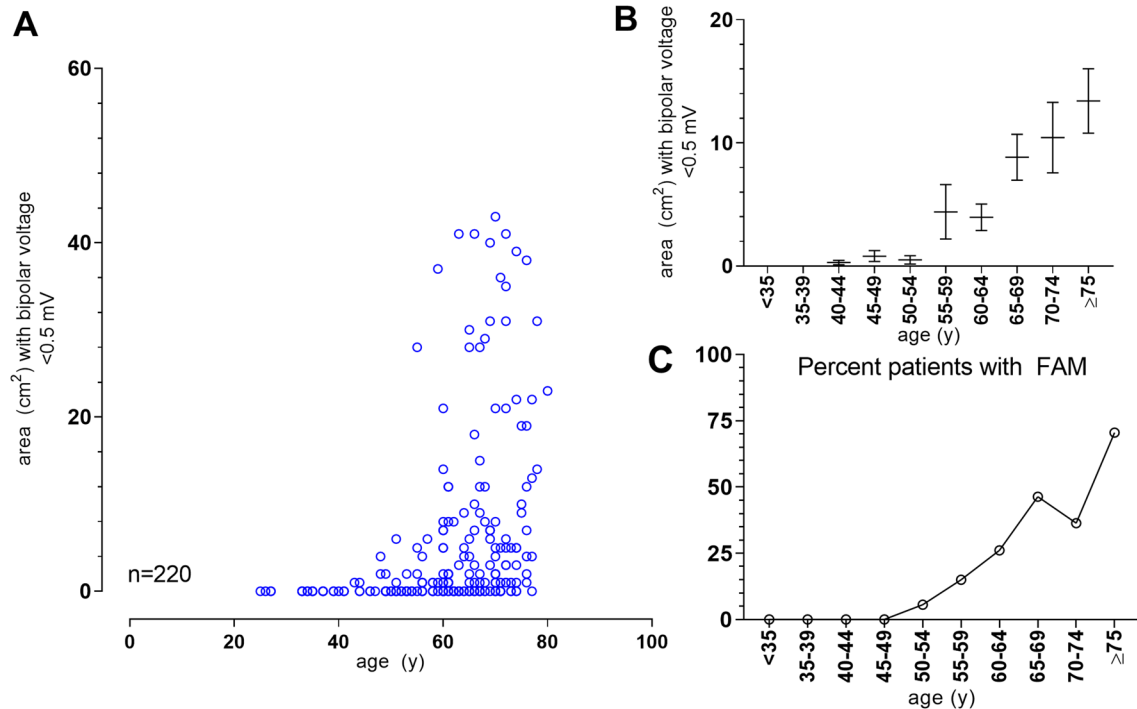 A
60
40
20
0
area (cm²) with bipolar voltage
<0.5 mV
n=220
0 20 40 60 80 100
age (y)
B
20
10
0
area (cm²) with bipolar voltage
<0.5 mV
<35 35-39 40-44 45-49 50-54 55-59 60-64 65-69 70-74 ≥75
age (y)
C
Percent patients with FAM
100
75
50
25
0
<35 35-39 40-44 45-49 50-54 55-59 60-64 65-69 70-74 ≥75
age (y)